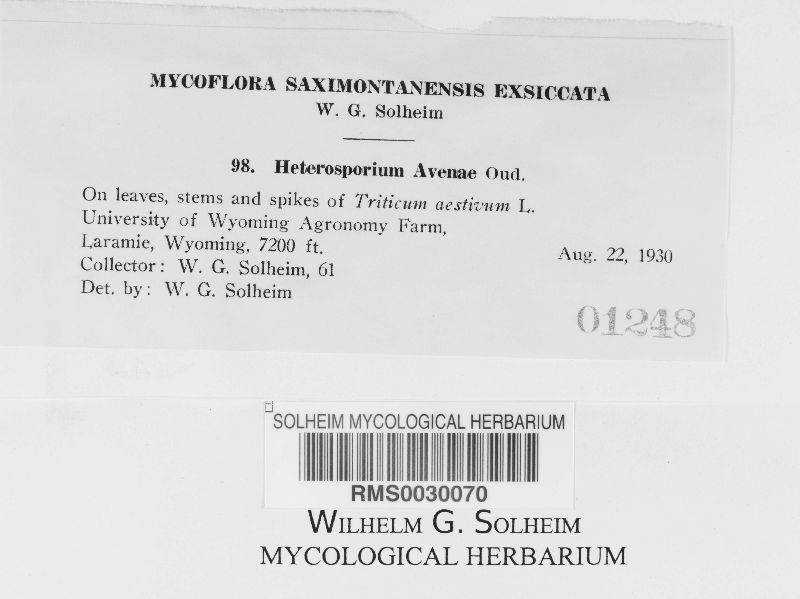 MYCOFLORA SAXIMONTANENSIS EXSICCATA
W. G. Solheim
98. Heterosporium Avenae Oud.
On leaves, stems and spikes of Triticum aestivum L.
University of Wyoming Agronomy Farm,
Laramie, Wyoming, 7200 ft. Aug. 22, 1930
Collector: W. G. Solheim, 61
Det. by: W. G. Solheim
01248
SOLHEIM MYCOLOGICAL HERBARIUM
RMS0030070
WILHELM G. SOLHEIM
MYCOLOGICAL HERBARIUM